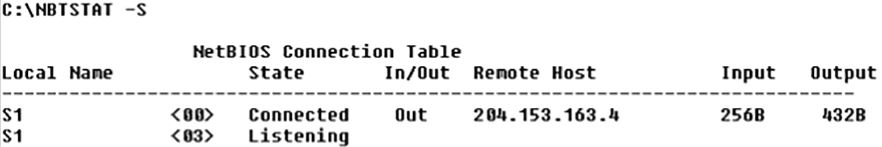 C:\NBTSTAT -S
NetBIOS Connection Table
Local Name State In/Out Remote Host Input Output
--------------------------------------------------------------------------------
S1 <00> Connected Out 204.153.163.4 256B 432B
S1 <03> Listening